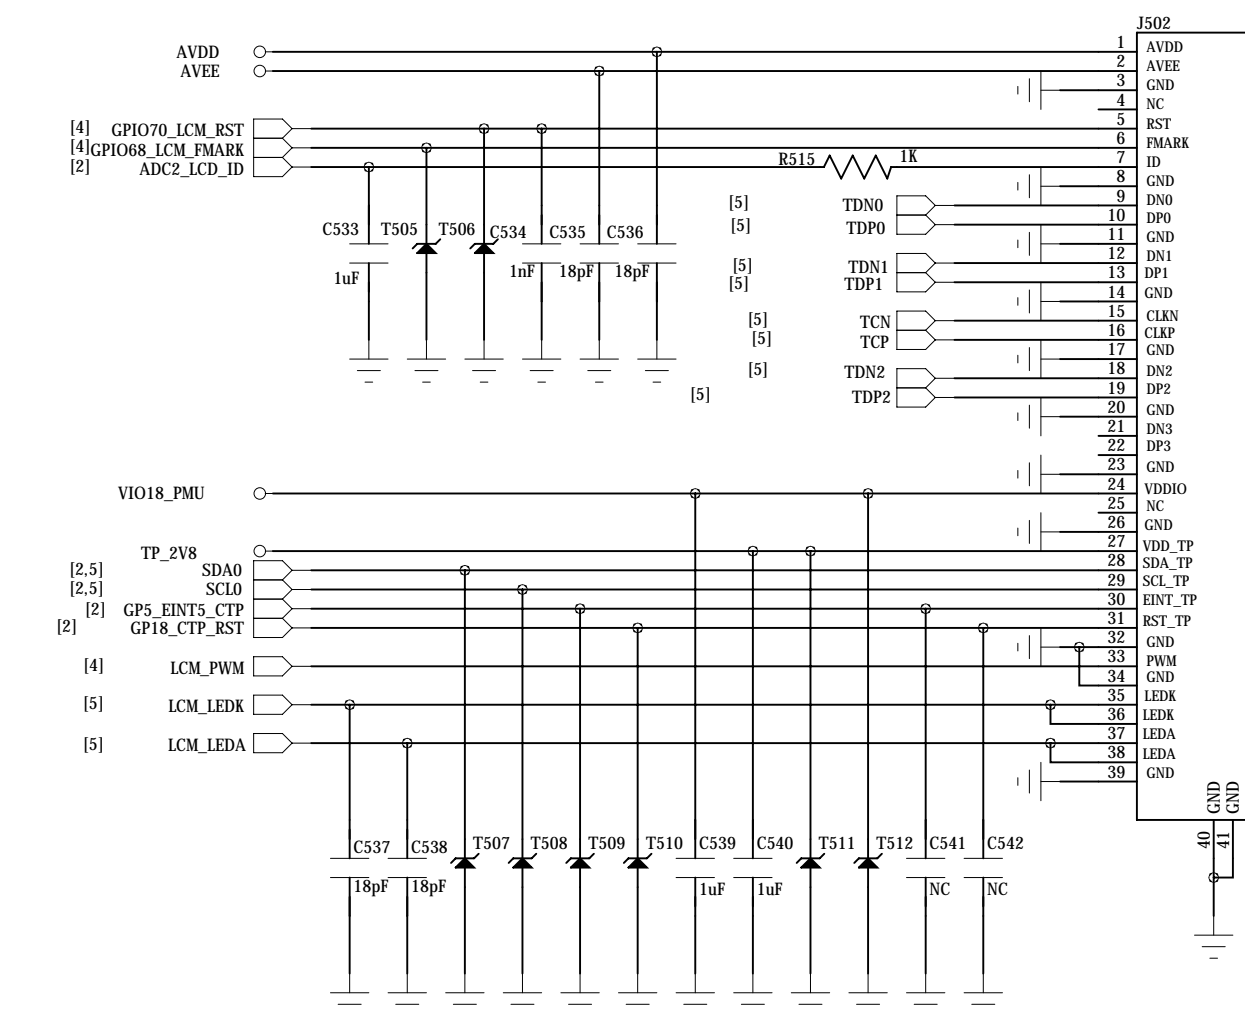 J502
AVDD 1 AVDD
AVEE 2 AVEE
3 GND
4 NC
[4] GPIO70_LCM_RST 5 RST
[4] GPIO68_LCM_FMARK 6 FMARK
[2] ADC2_LCD_ID R515 1K 7 ID
8 GND
[5] TDN0 9 DN0
[5] TDP0 10 DP0
C533 T505 T506 C534 C535 C536
11 GND
12 DN1
[5] TDN1
1uF 1nF 18pF 18pF
13 DP1
[5] TDP1
14 GND
[5] TCN 15 CLKN
[5] TCP 16 CLKP
17 GND
[5] TDN2 18 DN2
[5] TDP2 19 DP2
20 GND
21 DN3
22 DP3
23 GND
VIO18_PMU 24 VDDIO
25 NC
26 GND
TP_2V8 27 VDD_TP
[2,5] SDA0 28 SDA_TP
[2,5] SCL0 29 SCL_TP
[2] GP5_EINT5_CTP 30 EINT_TP
[2] GP18_CTP_RST 31 RST_TP
32 GND
[4] LCM_PWM 33 PWM
34 GND
[5] LCM_LEDK 35 LEDK
36 LEDK
[5] LCM_LEDA 37 LEDA
38 LEDA
39 GND
GND GND
40 41
C537 C538 T507 T508 T509 T510 C539 C540 T511 T512 C541 C542
18pF 18pF 1uF 1uF NC NC